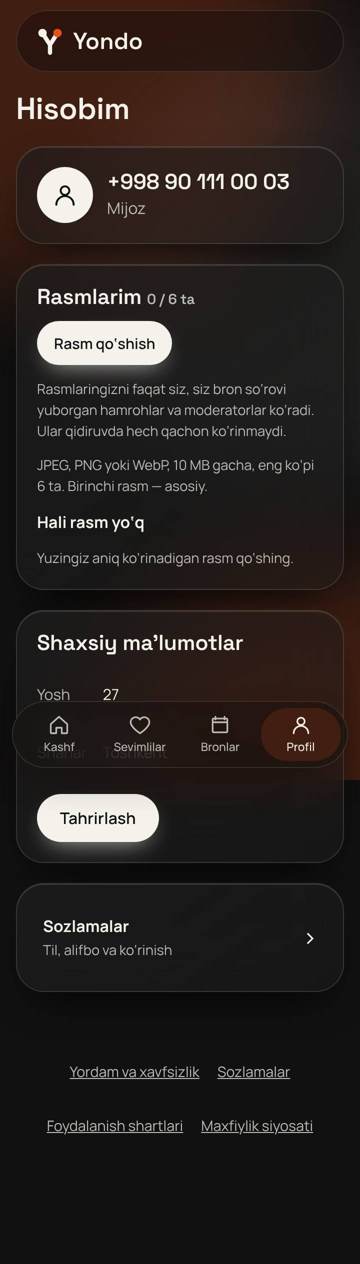 Yondo
Hisobim
+998 90 111 00 03
Mijoz
Rasmlarim 0 / 6 ta
Rasm qo‘shish
Rasmlaringizni faqat siz, siz bron so‘rovi
yuborgan hamrohlar va moderatorlar ko‘radi.
Ular qidiruvda hech qachon ko‘rinmaydi.
JPEG, PNG yoki WebP, 10 MB gacha, eng ko‘pi
6 ta. Birinchi rasm — asosiy.
Hali rasm yo‘q
Yuzingiz aniq ko‘rinadigan rasm qo‘shing.
Shaxsiy ma’lumotlar
Yosh 27
Shahar Toshkent
Kashf Sevimlilar Bronlar Profil
Tahrirlash
Sozlamalar
Til, alifbo va ko‘rinish
Yordam va xavfsizlik Sozlamalar
Foydalanish shartlari Maxfiylik siyosati